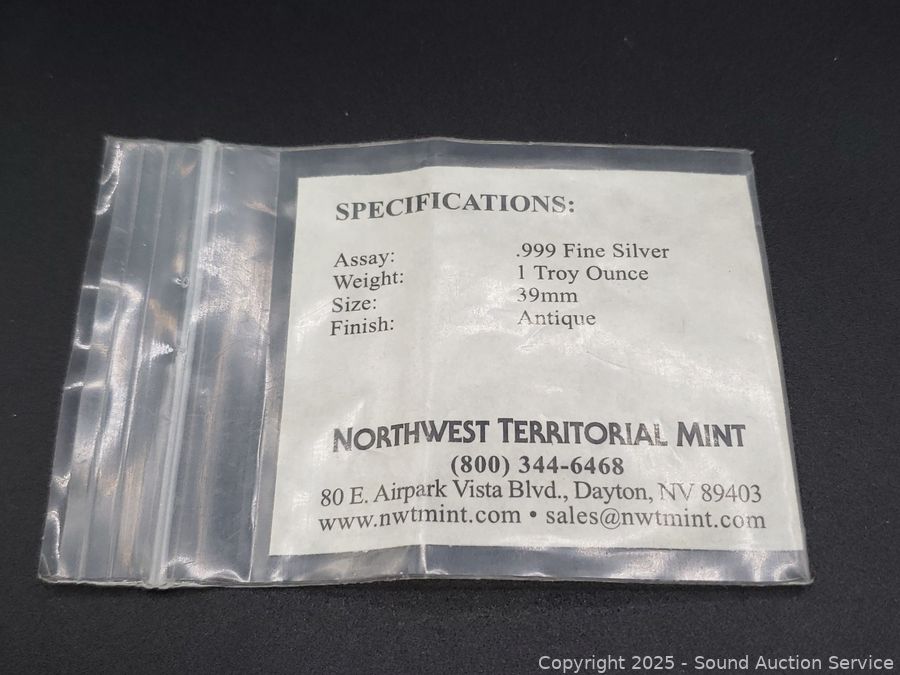 SPECIFICATIONS:
Assay: .999 Fine Silver
Weight: 1 Troy Ounce
Size: 39mm
Finish: Antique
NORTHWEST TERRITORIAL MINT
(800) 344-6468
80 E. Airpark Vista Blvd., Dayton, NV 89403
www.nwtmint.com • sales@nwtmint.com
Copyright 2025 - Sound Auction Service